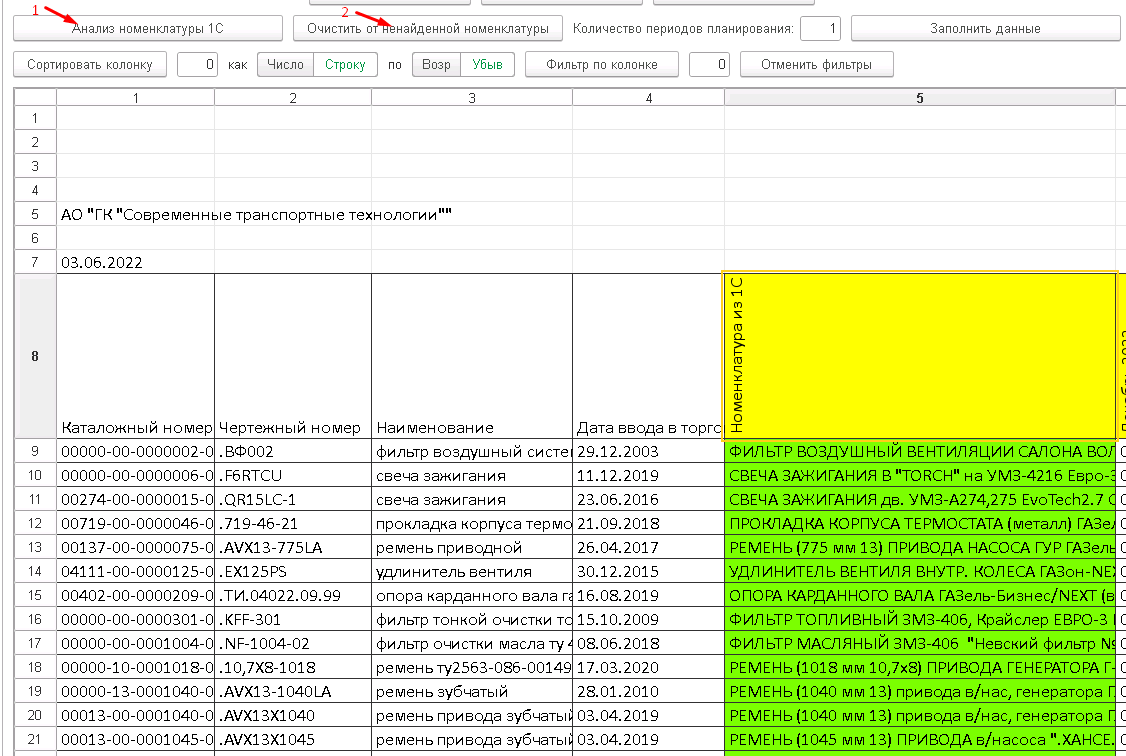 1 Анализ номенклатуры 1С 2 Очистить от ненайденной номенклатуры Количество периодов планирования: 1 Заполнить данные
Сортировать колонку 0 как Число Строку по Возр Убыв Фильтр по колонке 0 Отменить фильтры
1 2 3 4 5
1
2
3
4
5 АО "ГК "Современные транспортные технологии""
6
7 03.06.2022
8 Каталожный номер Чертежный номер Наименование Дата ввода в торго Номенклатура из 1С
9 00000-00-0000002-0 .ВФ002 фильтр воздушный систе 29.12.2003 ФИЛЬТР ВОЗДУШНЫЙ ВЕНТИЛЯЦИИ САЛОНА ВОЛ
10 00000-00-0000006-0 .F6RTCU свеча зажигания 11.12.2019 СВЕЧА ЗАЖИГАНИЯ В "TORCH" на УМЗ-4216 Евро-3
11 00274-00-0000015-0 .QR15LC-1 свеча зажигания 23.06.2016 СВЕЧА ЗАЖИГАНИЯ дв. УМЗ-А274,275 EvoTech2.7
12 00719-00-0000046-0 .719-46-21 прокладка корпуса термо 21.09.2018 ПРОКЛАДКА КОРПУСА ТЕРМОСТАТА (металл) ГАЗел
13 00137-00-0000075-0 .AVX13-775LA ремень приводной 26.04.2017 РЕМЕНЬ (775 мм 13) ПРИВОДА НАСОСА ГУР ГАЗель
14 04111-00-0000125-0 .EX125PS удлинитель вентиля 30.12.2015 УДЛИНИТЕЛЬ ВЕНТИЛЯ ВНУТР. КОЛЕСА ГАЗон-NEX
15 00402-00-0000209-0 .ТИ.04022.09.99 опора карданного вала га 16.08.2019 ОПОРА КАРДАННОГО ВАЛА ГАЗель-Бизнес/NEXT (в
16 00000-00-0000301-0 .KFF-301 фильтр тонкой очистки то 15.10.2009 ФИЛЬТР ТОПЛИВНЫЙ ЗМЗ-406, Крайслер ЕВРО-3
17 00000-00-0001004-0 .NF-1004-02 фильтр очистки масла ту 4 08.06.2018 ФИЛЬТР МАСЛЯНЫЙ ЗМЗ-406 "Невский фильтр №
18 00000-10-0001018-0 .10,7X8-1018 ремень ту2563-086-00149 17.03.2020 РЕМЕНЬ (1018 мм 10,7х8) ПРИВОДА ГЕНЕРАТОРА Г-
19 00000-13-0001040-0 .AVX13-1040LA ремень зубчатый 28.01.2010 РЕМЕНЬ (1040 мм 13) привода в/нас, генератора Г
20 00013-00-0001040-0 .AVX13X1040 ремень привода зубчатый 03.04.2019 РЕМЕНЬ (1040 мм 13) привода в/нас, генератора Г
21 00013-00-0001045-0 .AVX13X1045 ремень привода зубчатый 03.04.2019 РЕМЕНЬ (1045 мм 13) ПРИВОДА в/насоса ".ХАНСЕ.